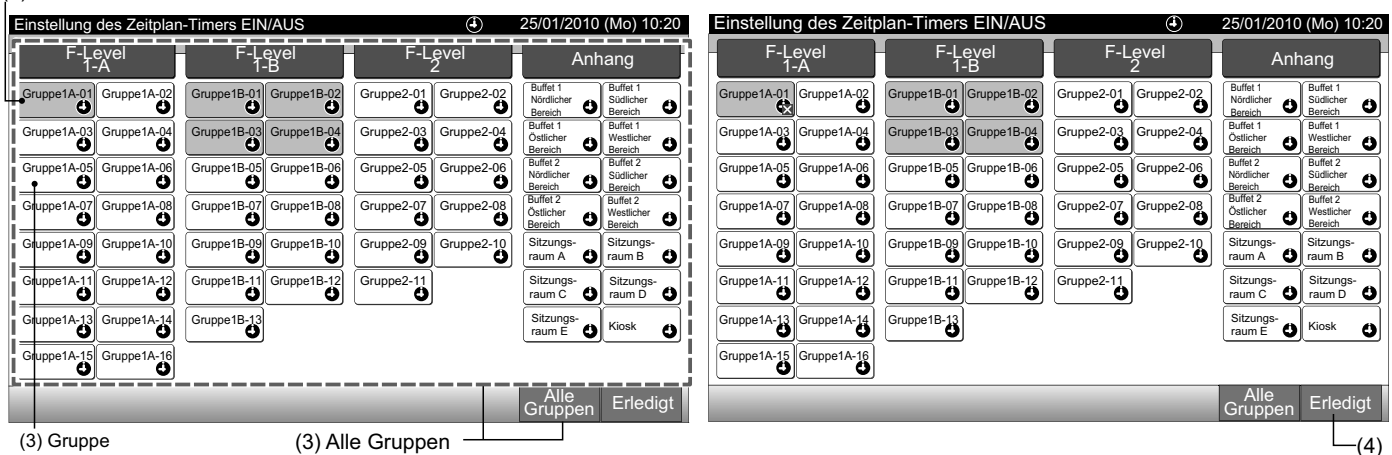 Einstellung des Zeitplan-Timers EIN/AUS 25/01/2010 (Mo) 10:20
F-Level 1-A
F-Level 1-B
F-Level 2
Anhang
Gruppe1A-01 Gruppe1A-02 Gruppe1B-01 Gruppe1B-02 Gruppe2-01 Gruppe2-02 Buffet 1 Nördlicher Bereich Buffet 1 Südlicher Bereich
Gruppe1A-03 Gruppe1A-04 Gruppe1B-03 Gruppe1B-04 Gruppe2-03 Gruppe2-04 Buffet 1 Östlicher Bereich Buffet 1 Westlicher Bereich
Gruppe1A-05 Gruppe1A-06 Gruppe1B-05 Gruppe1B-06 Gruppe2-05 Gruppe2-06 Buffet 2 Nördlicher Bereich Buffet 2 Südlicher Bereich
Gruppe1A-07 Gruppe1A-08 Gruppe1B-07 Gruppe1B-08 Gruppe2-07 Gruppe2-08 Buffet 2 Östlicher Bereich Buffet 2 Westlicher Bereich
Gruppe1A-09 Gruppe1A-10 Gruppe1B-09 Gruppe1B-10 Gruppe2-09 Gruppe2-10 Sitzungs-raum A Sitzungs-raum B
Gruppe1A-11 Gruppe1A-12 Gruppe1B-11 Gruppe1B-12 Gruppe2-11 Sitzungs-raum C Sitzungs-raum D
Gruppe1A-13 Gruppe1A-14 Gruppe1B-13 Sitzungs-raum E Kiosk
Gruppe1A-15 Gruppe1A-16
Alle Gruppen Erledigt
(3) Gruppe
(3) Alle Gruppen
Einstellung des Zeitplan-Timers EIN/AUS 25/01/2010 (Mo) 10:20
F-Level 1-A
F-Level 1-B
F-Level 2
Anhang
Gruppe1A-01 Gruppe1A-02 Gruppe1B-01 Gruppe1B-02 Gruppe2-01 Gruppe2-02 Buffet 1 Nördlicher Bereich Buffet 1 Südlicher Bereich
Gruppe1A-03 Gruppe1A-04 Gruppe1B-03 Gruppe1B-04 Gruppe2-03 Gruppe2-04 Buffet 1 Östlicher Bereich Buffet 1 Westlicher Bereich
Gruppe1A-05 Gruppe1A-06 Gruppe1B-05 Gruppe1B-06 Gruppe2-05 Gruppe2-06 Buffet 2 Nördlicher Bereich Buffet 2 Südlicher Bereich
Gruppe1A-07 Gruppe1A-08 Gruppe1B-07 Gruppe1B-08 Gruppe2-07 Gruppe2-08 Buffet 2 Östlicher Bereich Buffet 2 Westlicher Bereich
Gruppe1A-09 Gruppe1A-10 Gruppe1B-09 Gruppe1B-10 Gruppe2-09 Gruppe2-10 Sitzungs-raum A Sitzungs-raum B
Gruppe1A-11 Gruppe1A-12 Gruppe1B-11 Gruppe1B-12 Gruppe2-11 Sitzungs-raum C Sitzungs-raum D
Gruppe1A-13 Gruppe1A-14 Gruppe1B-13 Sitzungs-raum E Kiosk
Gruppe1A-15 Gruppe1A-16
Alle Gruppen Erledigt
(4)